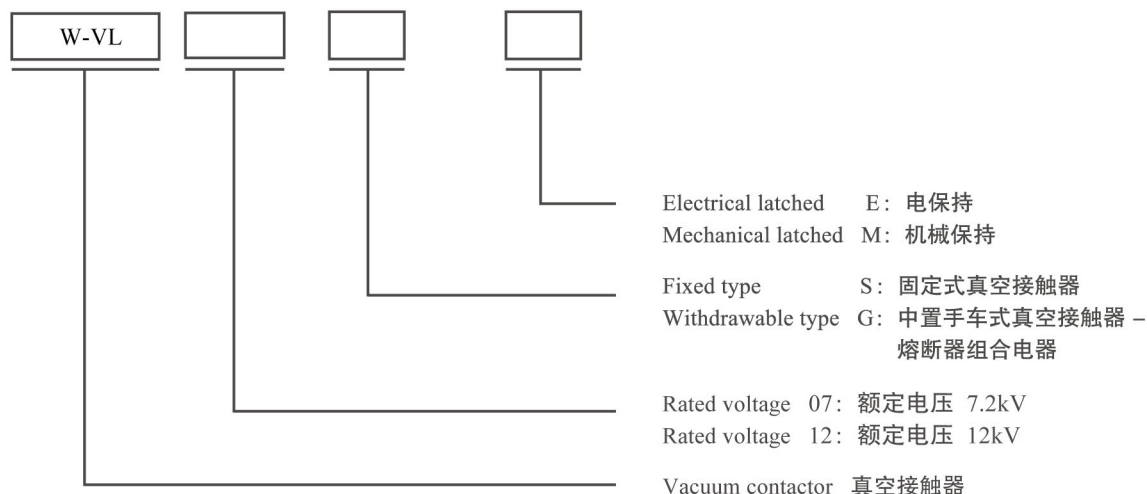 W-VL
Electrical latched E: 电保持
Mechanical latched M: 机械保持
Fixed type S: 固定式真空接触器
Withdrawable type G: 中置手车式真空接触器 –
熔断器组合电器
Rated voltage 07: 额定电压 7.2kV
Rated voltage 12: 额定电压 12kV
Vacuum contactor 真空接触器